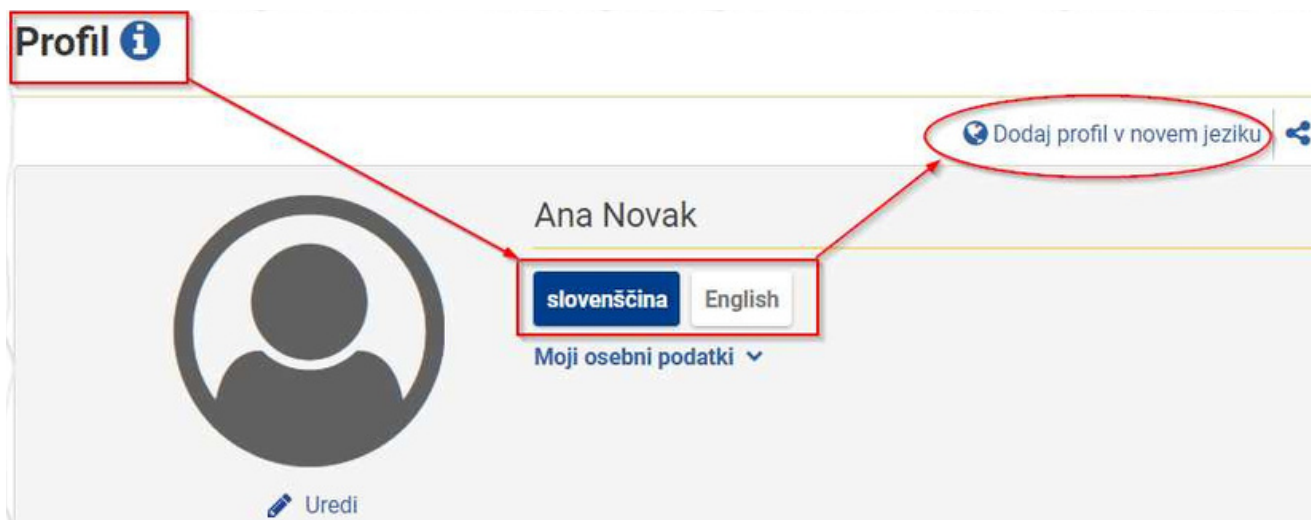 Profil
Dodaj profil v novem jeziku
Ana Novak
slovenščina English
Moji osebni podatki
Uredi